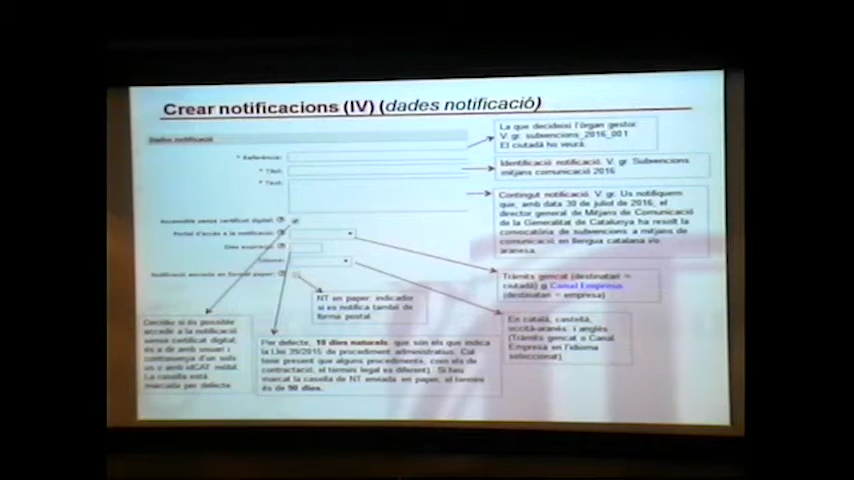 Crear notificacions (IV) (dades notificació)
Dades notificació
* Referència:
* Títol:
* Text:
Accessible sense certificat digital:
Portal d'accés a la notificació:
Dies expiració:
Idioma:
Notificació enviada en format paper:
La que decideixi l'òrgan gestor.
V. gr. subvencions_2016_001
El ciutadà ho veurà.
Identificació notificació. V. gr. Subvencions
mitjans comunicació 2016
Contingut notificació. V. gr. Us notifiquem
que, amb data 30 de juliol de 2016, el
director general de Mitjans de Comunicació
de la Generalitat de Catalunya ha resolt la
convocatòria de subvencions a mitjans de
comunicació en llengua catalana i/o
aranesa.
Tràmits gencat (destinatari =
ciutadà) o Canal Empresa
(destinatari = empresa)
NT en paper: indicador
si es notifica també de
forma postal.
En català, castellà,
occità-aranès i anglès
(Tràmits gencat o Canal
Empresa en l'idioma
seleccionat)
Decidiu si és possible
accedir a la notificació
sense certificat digital,
és a dir amb usuari i
contrasenya d'un sols
ús o amb idCAT mòbil.
La casella està
marcada per defecte.
Per defecte, 10 dies naturals, que són els que indica
la Llei 39/2015 de procediment administratius. Cal
tenir present que alguns procediments, com els de
contractació, el termini legal és diferent). Si heu
marcat la casella de NT enviada en paper, el termini
és de 90 dies.